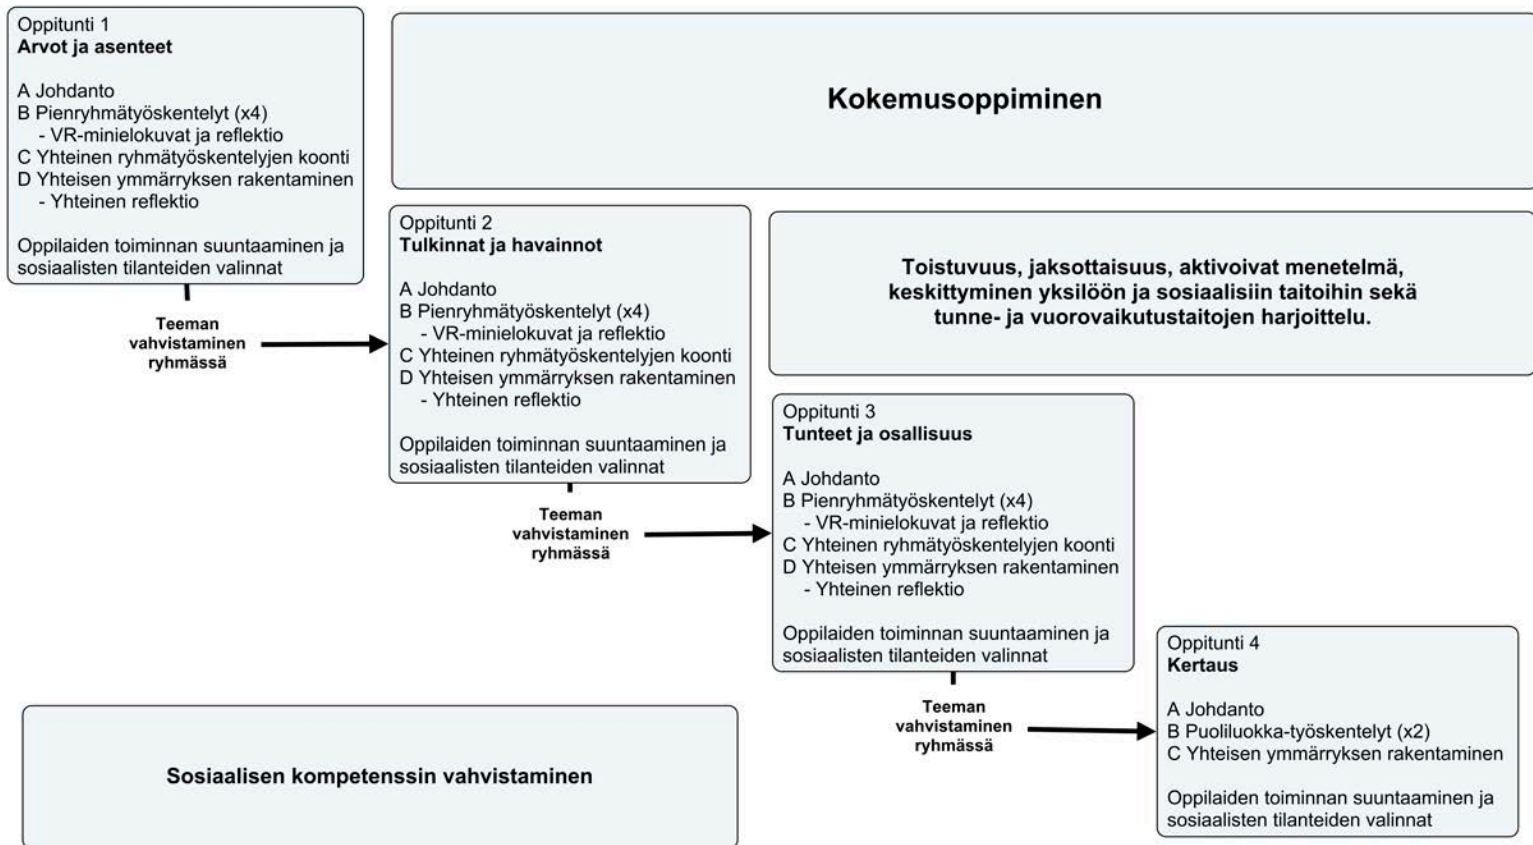 Oppitunti 1
Arvot ja asenteet
A Johdanto
B Pienryhmätyöskentelyt (x4)
- VR-minielokuvat ja reflektio
C Yhteinen ryhmätyöskentelyjen koonti
D Yhteisen ymmärryksen rakentaminen
- Yhteinen reflektio
Oppilaiden toiminnan suuntaaminen ja
sosiaalisten tilanteiden valinnat
Kokemusoppiminen
Teeman
vahvistaminen
ryhmässä
Oppitunti 2
Tulkinnat ja havainnot
A Johdanto
B Pienryhmätyöskentelyt (x4)
- VR-minielokuvat ja reflektio
C Yhteinen ryhmätyöskentelyjen koonti
D Yhteisen ymmärryksen rakentaminen
- Yhteinen reflektio
Oppilaiden toiminnan suuntaaminen ja
sosiaalisten tilanteiden valinnat
Toistuvuus, jaksottaisuus, aktivoivat menetelmä,
keskittyminen yksilöön ja sosiaalisiin taitoihin sekä
tunne- ja vuorovaikutustaitojen harjoittelu.
Teeman
vahvistaminen
ryhmässä
Oppitunti 3
Tunteet ja osallisuus
A Johdanto
B Pienryhmätyöskentelyt (x4)
- VR-minielokuvat ja reflektio
C Yhteinen ryhmätyöskentelyjen koonti
D Yhteisen ymmärryksen rakentaminen
- Yhteinen reflektio
Oppilaiden toiminnan suuntaaminen ja
sosiaalisten tilanteiden valinnat
Teeman
vahvistaminen
ryhmässä
Oppitunti 4
Kertaus
A Johdanto
B Puoliluokka-työskentelyt (x2)
C Yhteisen ymmärryksen rakentaminen
Oppilaiden toiminnan suuntaaminen ja
sosiaalisten tilanteiden valinnat
Sosiaalisen kompetenssin vahvistaminen